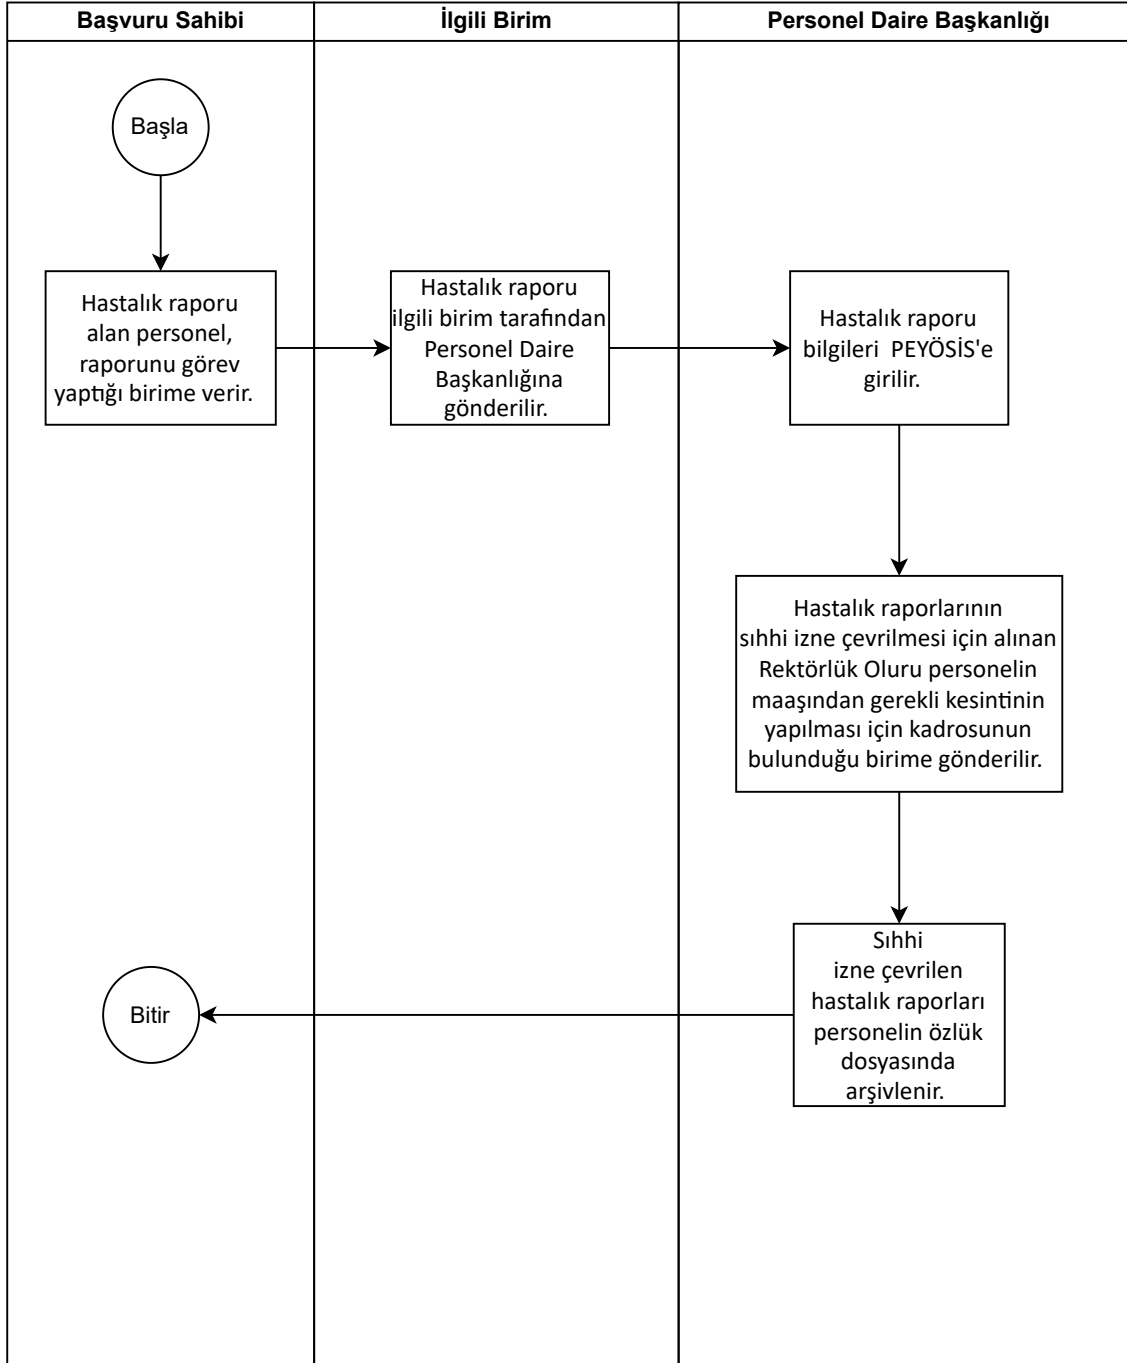 Başvuru Sahibi
İlgili Birim
Personel Daire Başkanlığı
Başla
Hastalık raporu
alan personel,
raporunu görev
yaptığı birime verir.
Hastalık raporu
ilgili birim tarafından
Personel Daire
Başkanlığına
gönderilir.
Hastalık raporu
bilgileri PEYÖSİS'e
girilir.
Hastalık raporlarının
sıhhi izne çevrilmesi için alınan
Rektörlük Oluru personelin
maaşından gerekli kesintinin
yapılması için kadrosunun
bulunduğu birime gönderilir.
Sıhhi
izne çevrilen
hastalık raporları
personelin özlük
dosyasında
arşivlenir.
Bitir